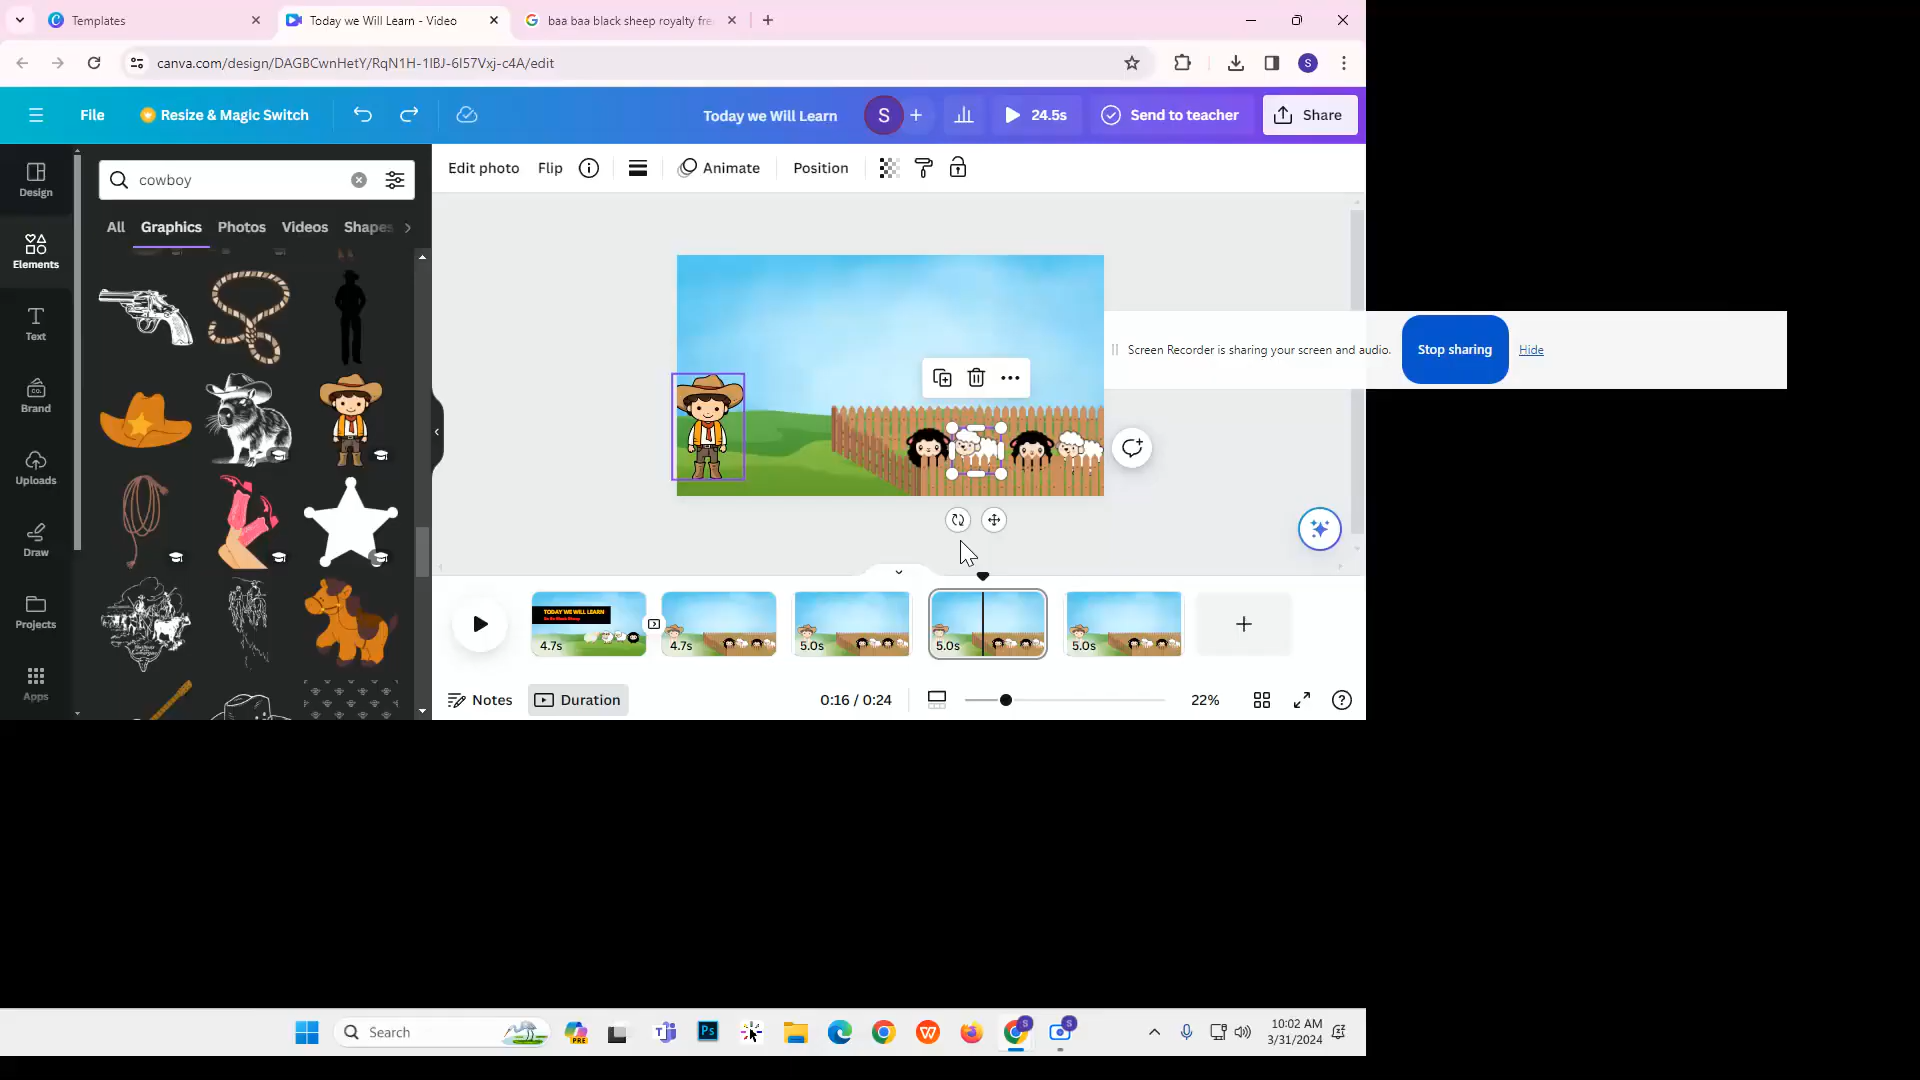 Templates
Today we Will Learn - Video
baa baa black sheep royalty fre
canva.com/design/DAGBCwnHetY/RqN1H-1IBJ-6I57Vxj-c4A/edit
File
Resize & Magic Switch
Today we Will Learn
S
24.5s
Send to teacher
Share
Design
Elements
Text
Brand
Uploads
Draw
Projects
Apps
cowboy
All
Graphics
Photos
Videos
Shapes
Edit photo
Flip
Animate
Position
Screen Recorder is sharing your screen and audio.
Stop sharing
Hide
TODAY WE WILL LEARN
4.7s
4.7s
5.0s
5.0s
5.0s
Notes
Duration
0:16 / 0:24
22%
Search
10:02 AM
3/31/2024